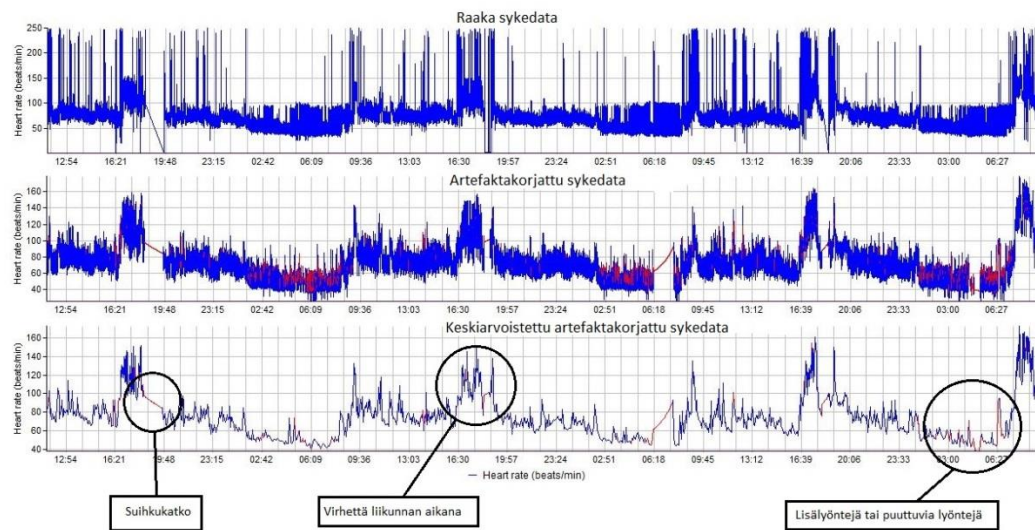 Raaka sykedata
Heart rate (beats/min)
250
200
150
100
50
12:54 16:21 19:48 23:15 02:42 06:09 09:36 13:03 16:30 19:57 23:24 02:51 06:18 09:45 13:12 16:39 20:06 23:33 03:00 06:27
Artefaktakorjattu sykedata
Heart rate (beats/min)
160
140
120
100
80
60
40
12:54 16:21 19:48 23:15 02:42 06:09 09:36 13:03 16:30 19:57 23:24 02:51 06:18 09:45 13:12 16:39 20:06 23:33 03:00 06:27
Keskiarvoistettu artefaktakorjattu sykedata
Heart rate (beats/min)
160
140
120
100
80
60
40
12:54 16:21 19:48 23:15 02:42 06:09 09:36 13:03 16:30 19:57 23:24 02:51 06:18 09:45 13:12 16:39 20:06 23:33 03:00 06:27
Heart rate (beats/min)
Suihkukatko
Virhettä liikunnan aikana
Lisälyöntejä tai puuttuvia lyöntejä